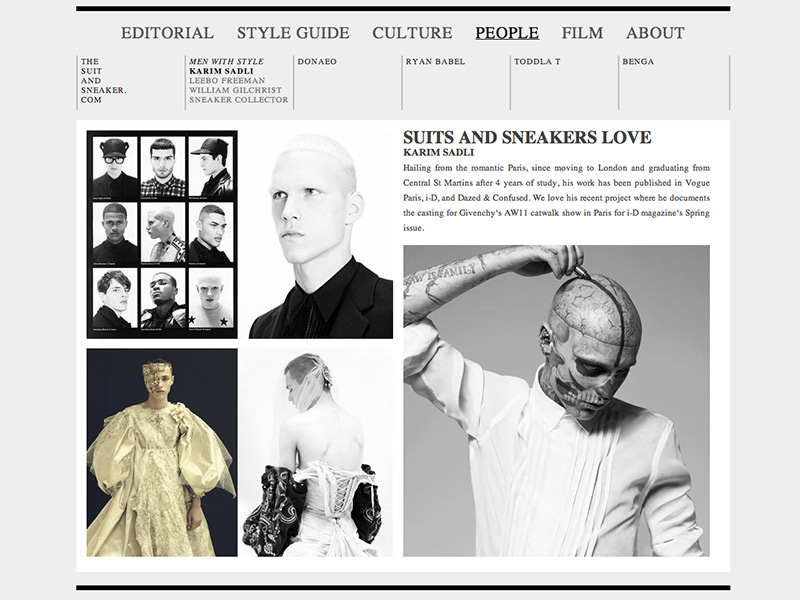 EDITORIAL STYLE GUIDE CULTURE PEOPLE FILM ABOUT
THE
SUIT
AND
SNEAKER.
COM
MEN WITH STYLE
KARIM SADLI
LEEBO FREEMAN
WILLIAM GILCHRIST
SNEAKER COLLECTOR
DONAEO
RYAN BABEL
TODDLA T
BENGA
SUITS AND SNEAKERS LOVE
KARIM SADLI
Hailing from the romantic Paris, since moving to London and graduating from
Central St Martins after 4 years of study, his work has been published in Vogue
Paris, i-D, and Dazed & Confused. We love his recent project where he documents
the casting for Givenchy's AW11 catwalk show in Paris for i-D magazine's Spring
issue.
FAMILY